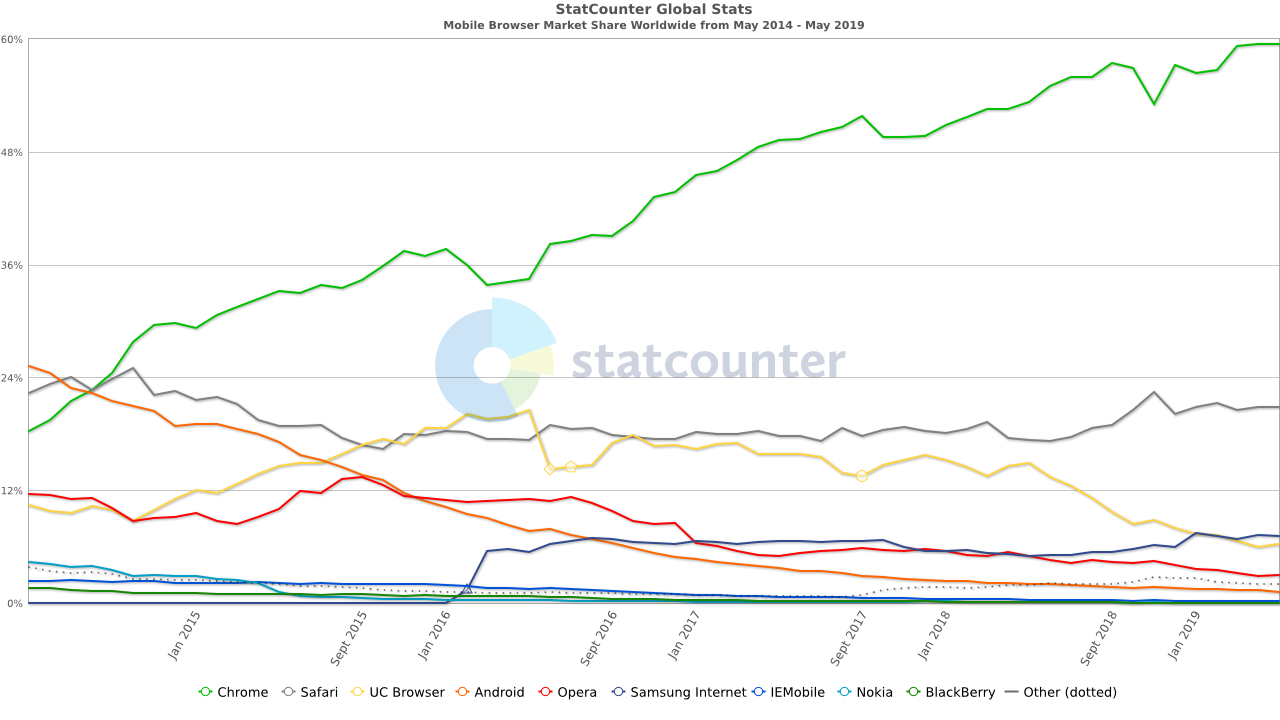 StatCounter Global Stats
Mobile Browser Market Share Worldwide from May 2014 - May 2019
60%
48%
36%
statcounter
24%
12%
0%
Jan 2015
Sept 2015
Jan 2016
Sept 2016
Jan 2017
Sept 2017
Jan 2018
Sept 2018
Jan 2019
Chrome Safari UC Browser Android Opera Samsung Internet IEMobile Nokia BlackBerry Other (dotted)